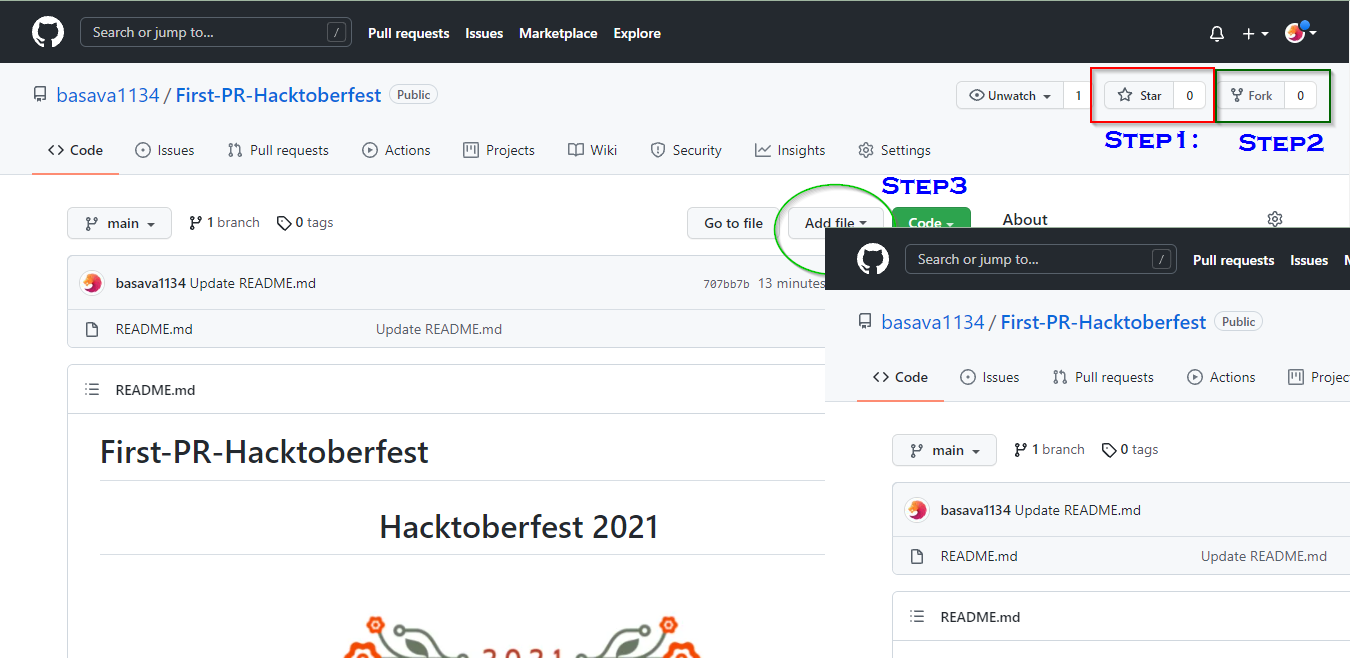 Search or jump to... /
Pull requests Issues Marketplace Explore
basava1134 / First-PR-Hacktoberfest Public
Unwatch 1 Star 0 Fork 0
Step1: Step2
Code Issues Pull requests Actions Projects Wiki Security Insights Settings
Step3
main 1 branch 0 tags
Go to file Add file Code About
basava1134 Update README.md 707bb7b 13 minutes
README.md Update README.md
README.md
First-PR-Hacktoberfest
Hacktoberfest 2021
2021
Search or jump to... /
Pull requests Issues M
basava1134 / First-PR-Hacktoberfest Public
Code Issues Pull requests Actions Projec
main 1 branch 0 tags
basava1134 Update README.md
README.md Update README.md
README.md